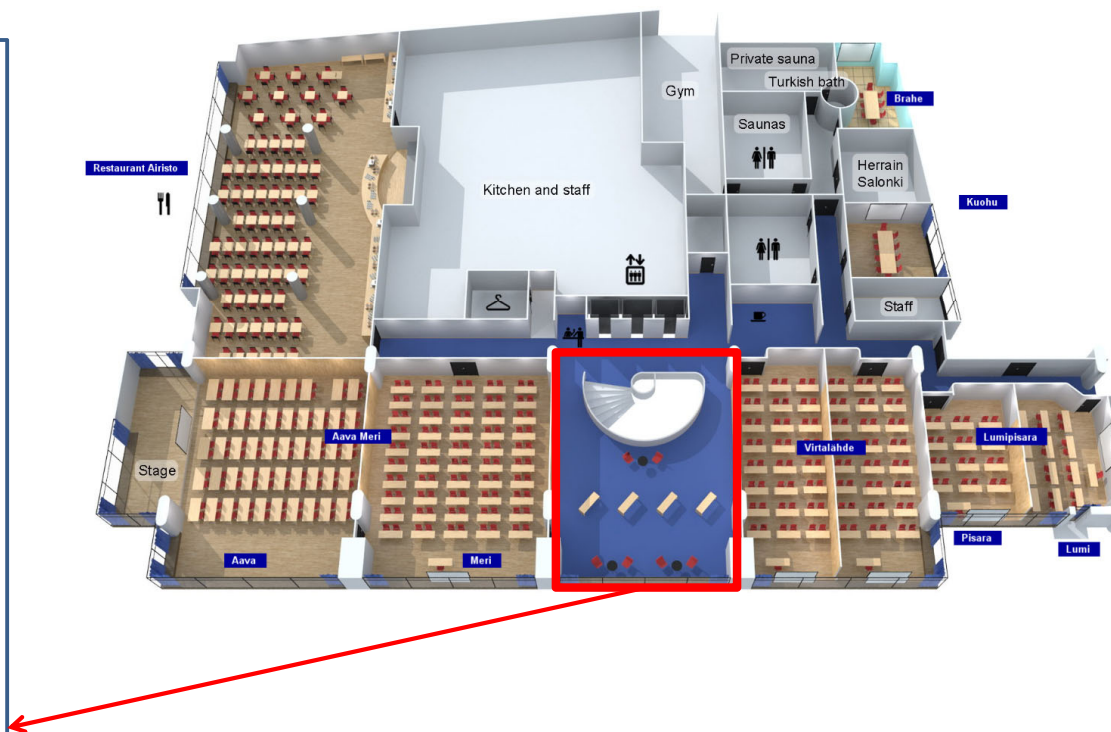 Private sauna
Turkish bath
Gym
Brahe
Saunas
Restaurant Airisto
Herrain
Salonki
Kitchen and staff
Kuohu
Staff
Aava Meri
Lumipisara
Virtalahde
Stage
Pisara
Lumi
Aava
Meri